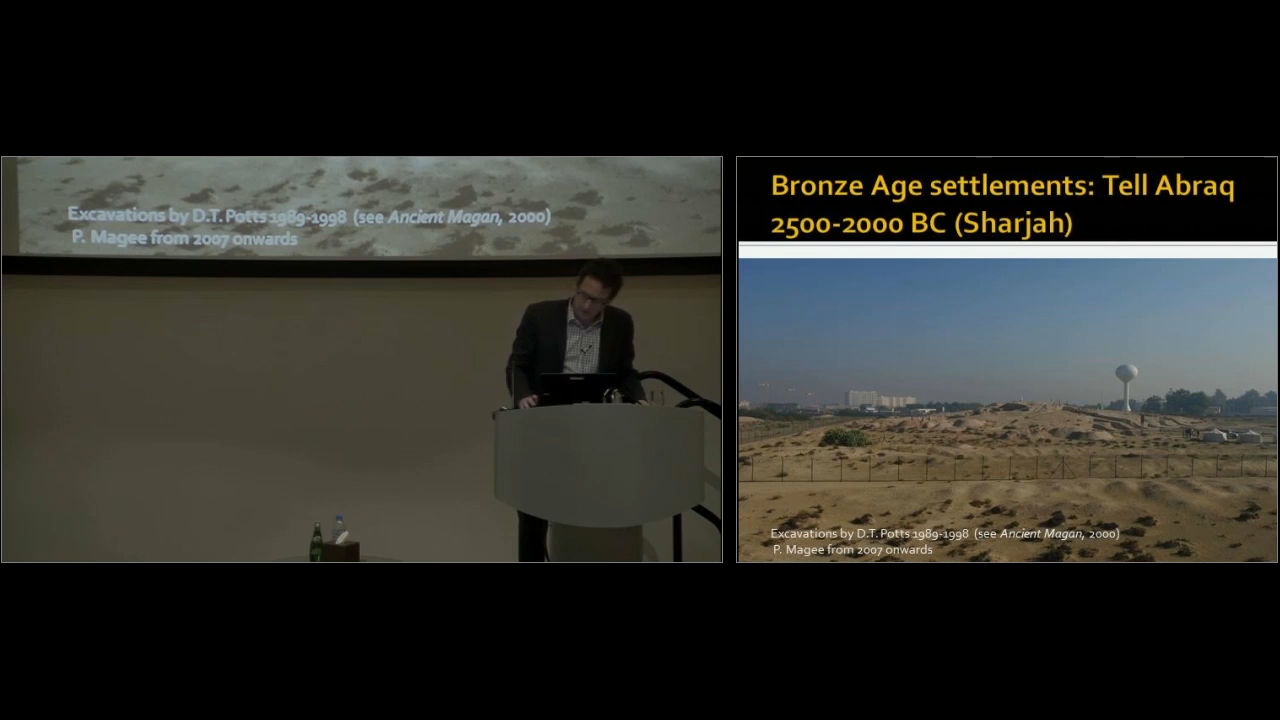 Excavations by D.T. Potts 1989-1998 (see Ancient Magan, 2000)
P. Magee from 2007 onwards
Bronze Age settlements: Tell Abraq
2500-2000 BC (Sharjah)
Excavations by D.T. Potts 1989-1998 (see Ancient Magan, 2000)
P. Magee from 2007 onwards